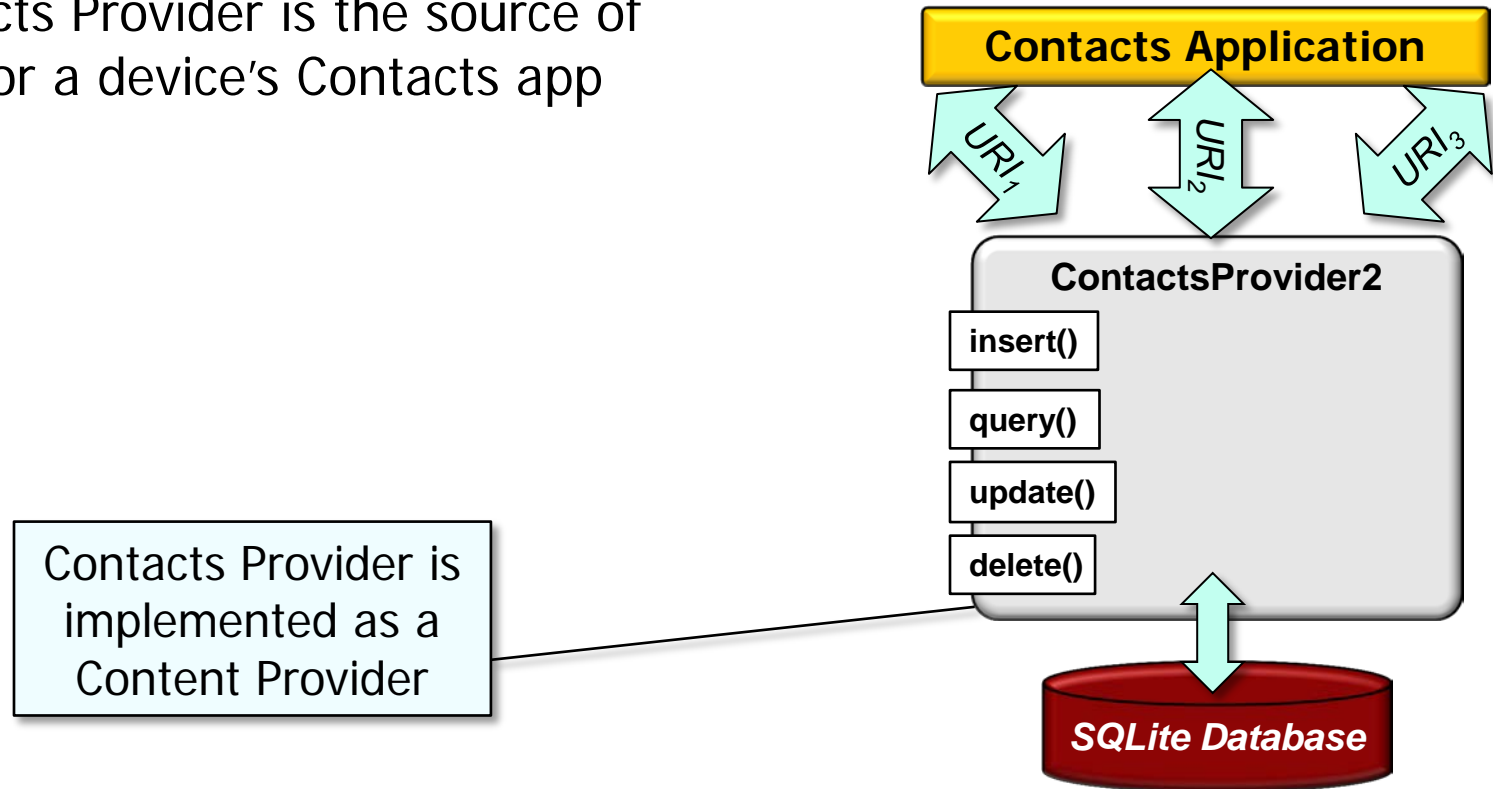 cts Provider is the source of
or a device's Contacts app
Contacts Application
URI1
URI2
URI3
ContactsProvider2
insert()
query()
update()
delete()
Contacts Provider is
implemented as a
Content Provider
SQLite Database